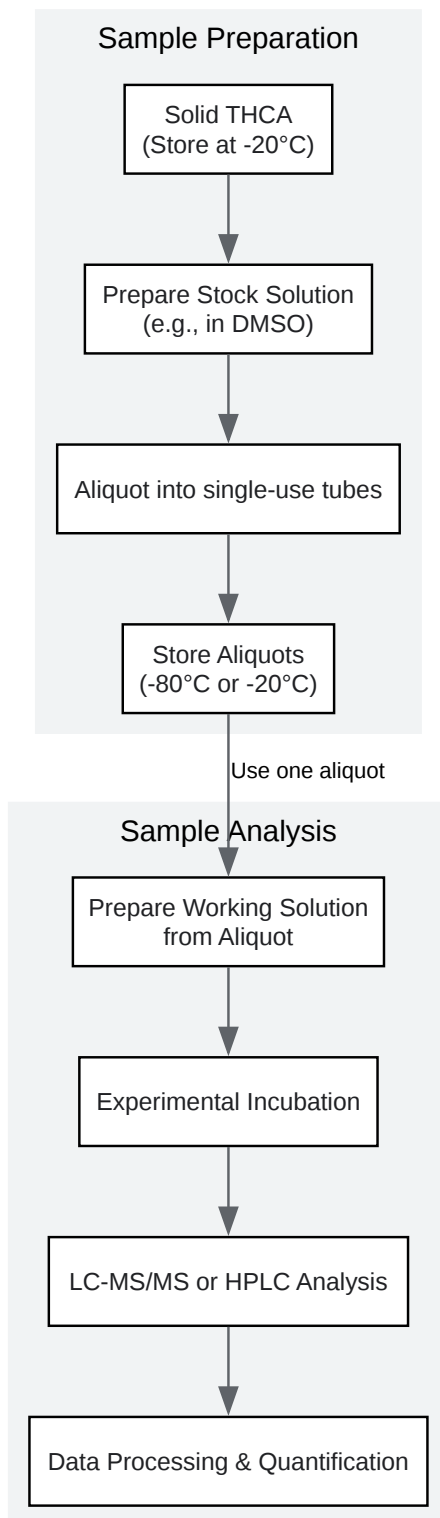 Sample Preparation
Solid THCA
(Store at -20°C)
Prepare Stock Solution
(e.g., in DMSO)
Aliquot into single-use tubes
Store Aliquots
(-80°C or -20°C)
Use one aliquot
Sample Analysis
Prepare Working Solution
from Aliquot
Experimental Incubation
LC-MS/MS or HPLC Analysis
Data Processing & Quantification